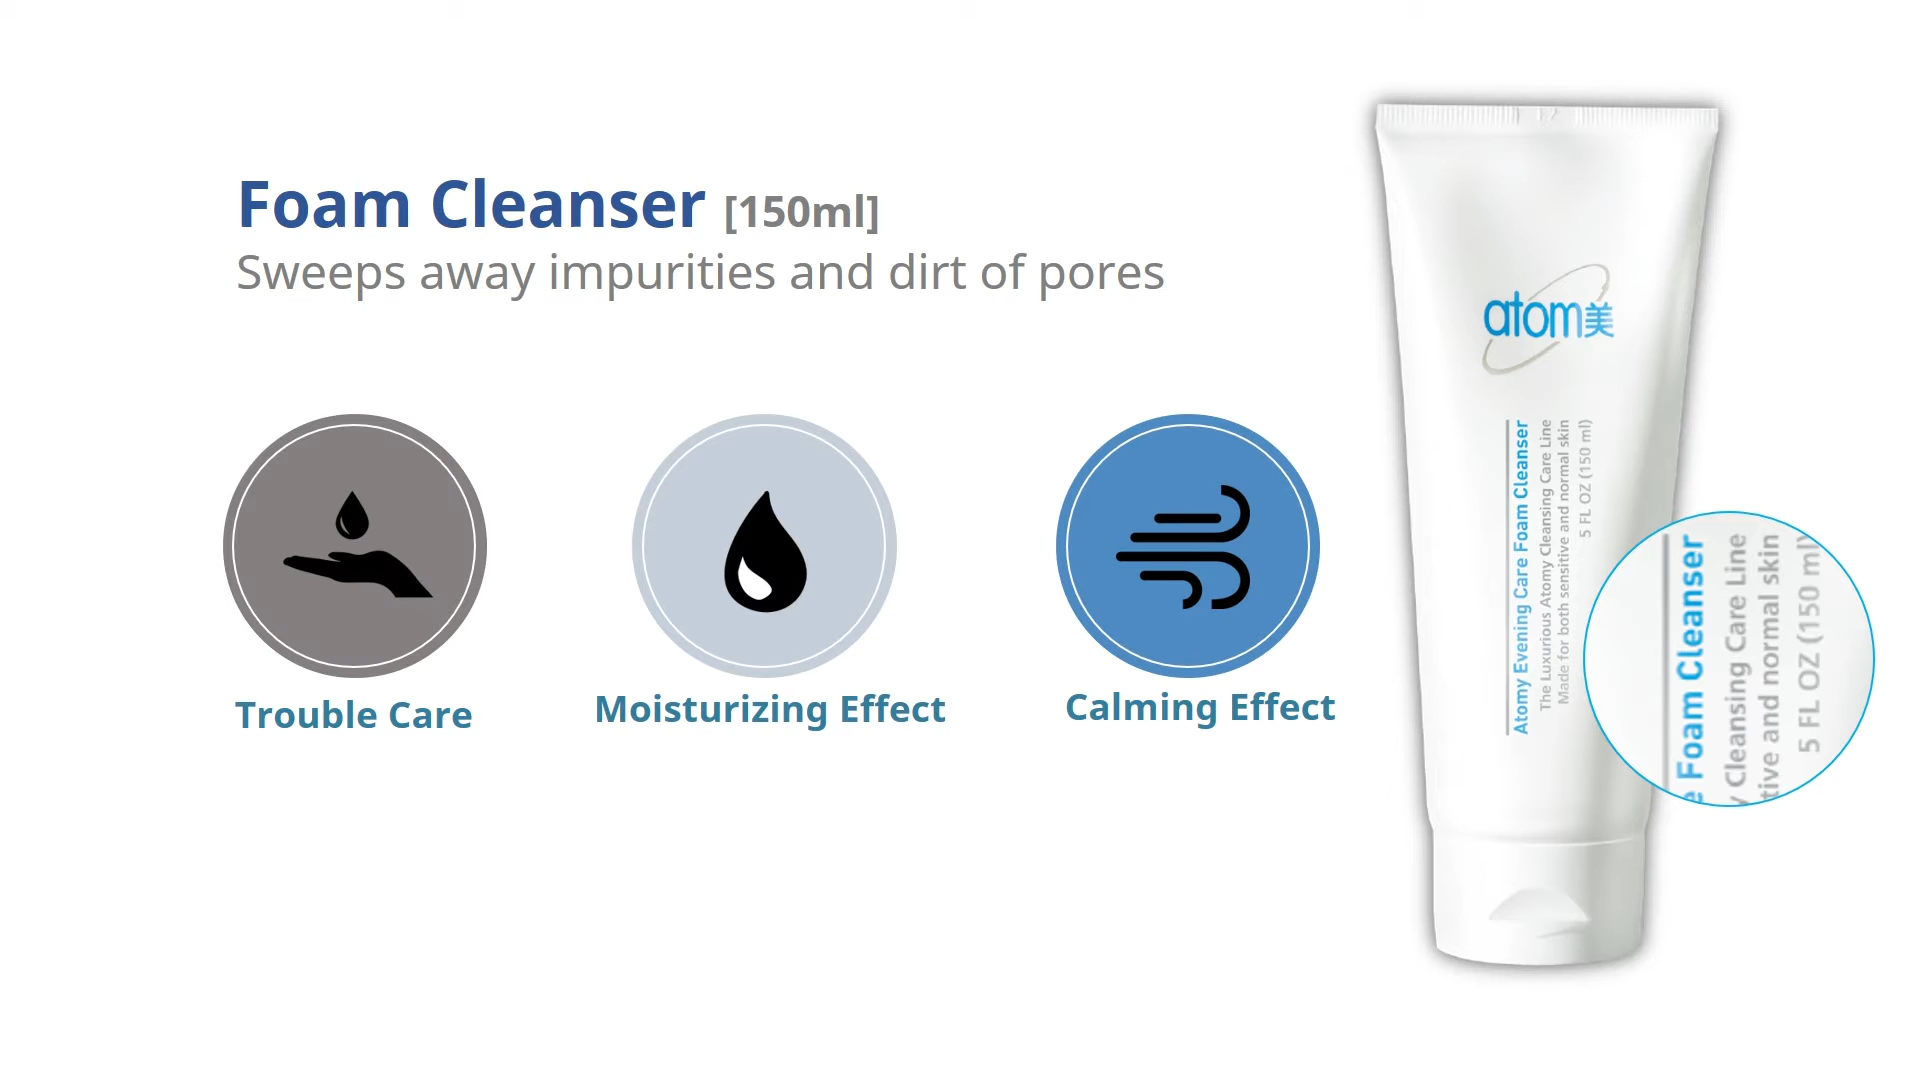 Foam Cleanser [150ml]
Sweeps away impurities and dirt of pores
Trouble Care
Moisturizing Effect
Calming Effect
atom美
Atomy Evening Care Foam Cleanser
The Luxurious Atomy Cleansing Care Line
Made for both sensitive and normal skin
5 FL OZ (150 ml)
e Foam Cleanser
y Cleansing Care Line
tive and normal skin
5 FL OZ (150 ml)